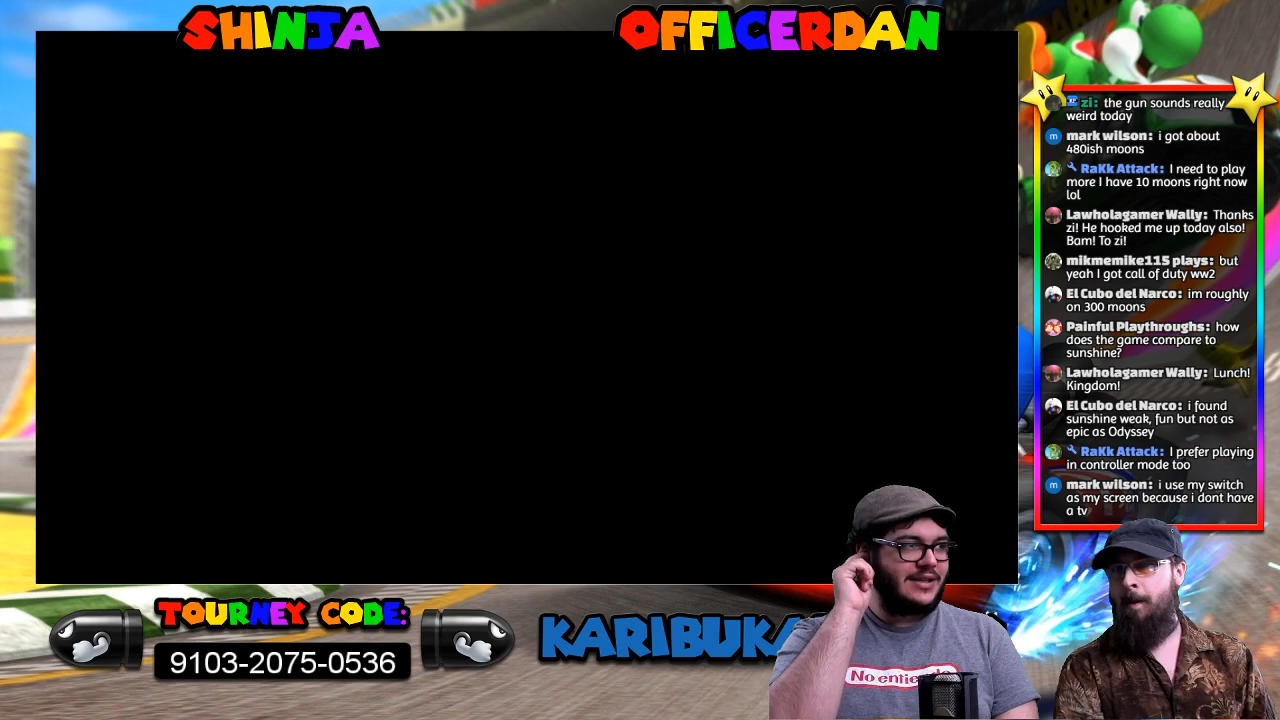 SHINJA
OFFICERDAN
zi: the gun sounds really
weird today
mark wilson: i got about
480ish moons
RaKk Attack: I need to play
more I have 10 moons right now
lol
Lawholagamer Wally: Thanks
zi! He hooked me up today also!
Bam! To zi!
mikmemike115 plays: but
yeah I got call of duty ww2
El Cubo del Narco: im roughly
on 300 moons
Painful Playthroughs: how
does the game compare to
sunshine?
Lawholagamer Wally: Lunch!
Kingdom!
El Cubo del Narco: i found
sunshine weak, fun but not as
epic as Odyssey
RaKk Attack: I prefer playing
in controller mode too
mark wilson: i use my switch
as my screen because i dont have
a tv
TOURNEY CODE:
9103-2075-0536
KARIBUKA
No entiendo